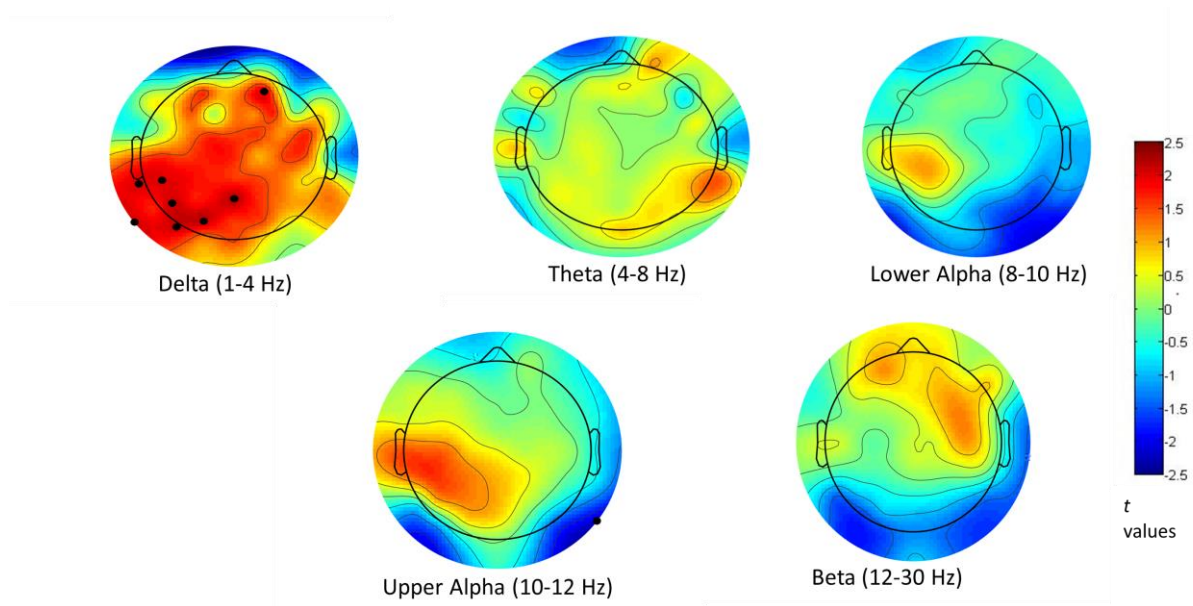 Delta (1-4 Hz)
Theta (4-8 Hz)
Lower Alpha (8-10 Hz)
2.5
2
1.5
1
0.5
0
-0.5
-1
-1.5
-2
-2.5
t
values
Upper Alpha (10-12 Hz)
Beta (12-30 Hz)